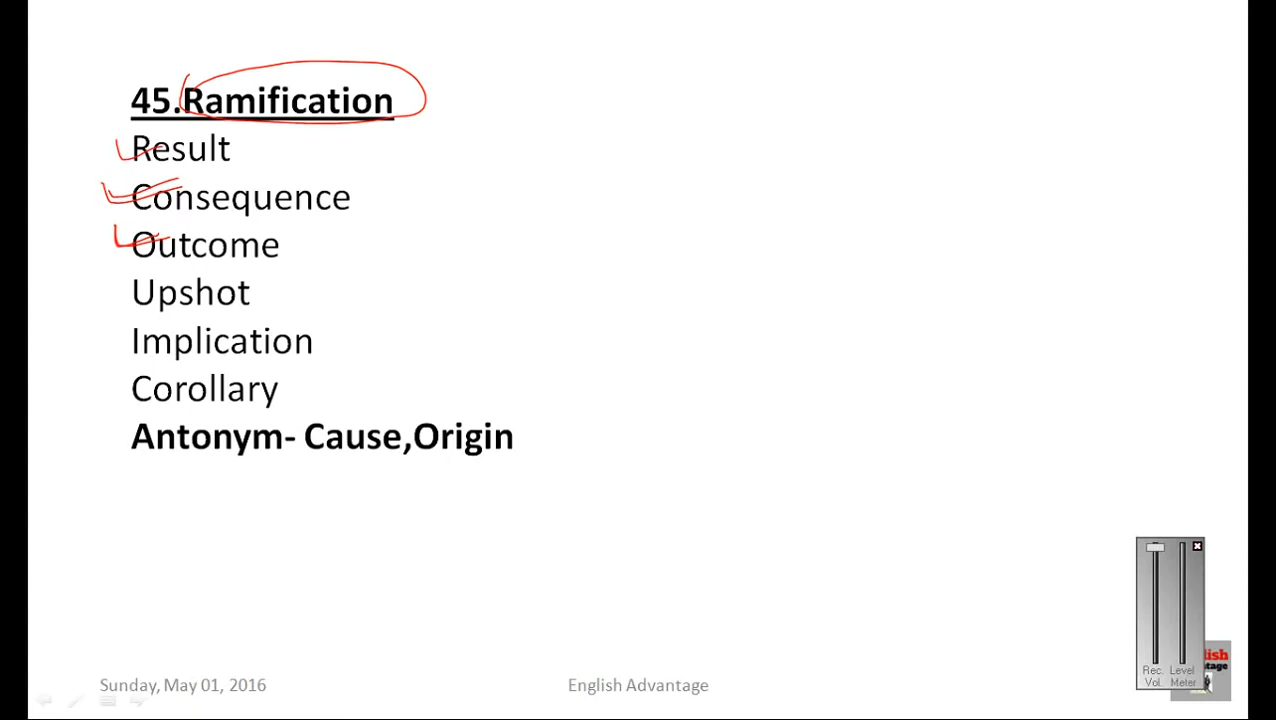 45.Ramification
Result
Consequence
Outcome
Upshot
Implication
Corollary
Antonym- Cause,Origin
Rec. Level
Vol. Meter
Sunday, May 01, 2016
English Advantage